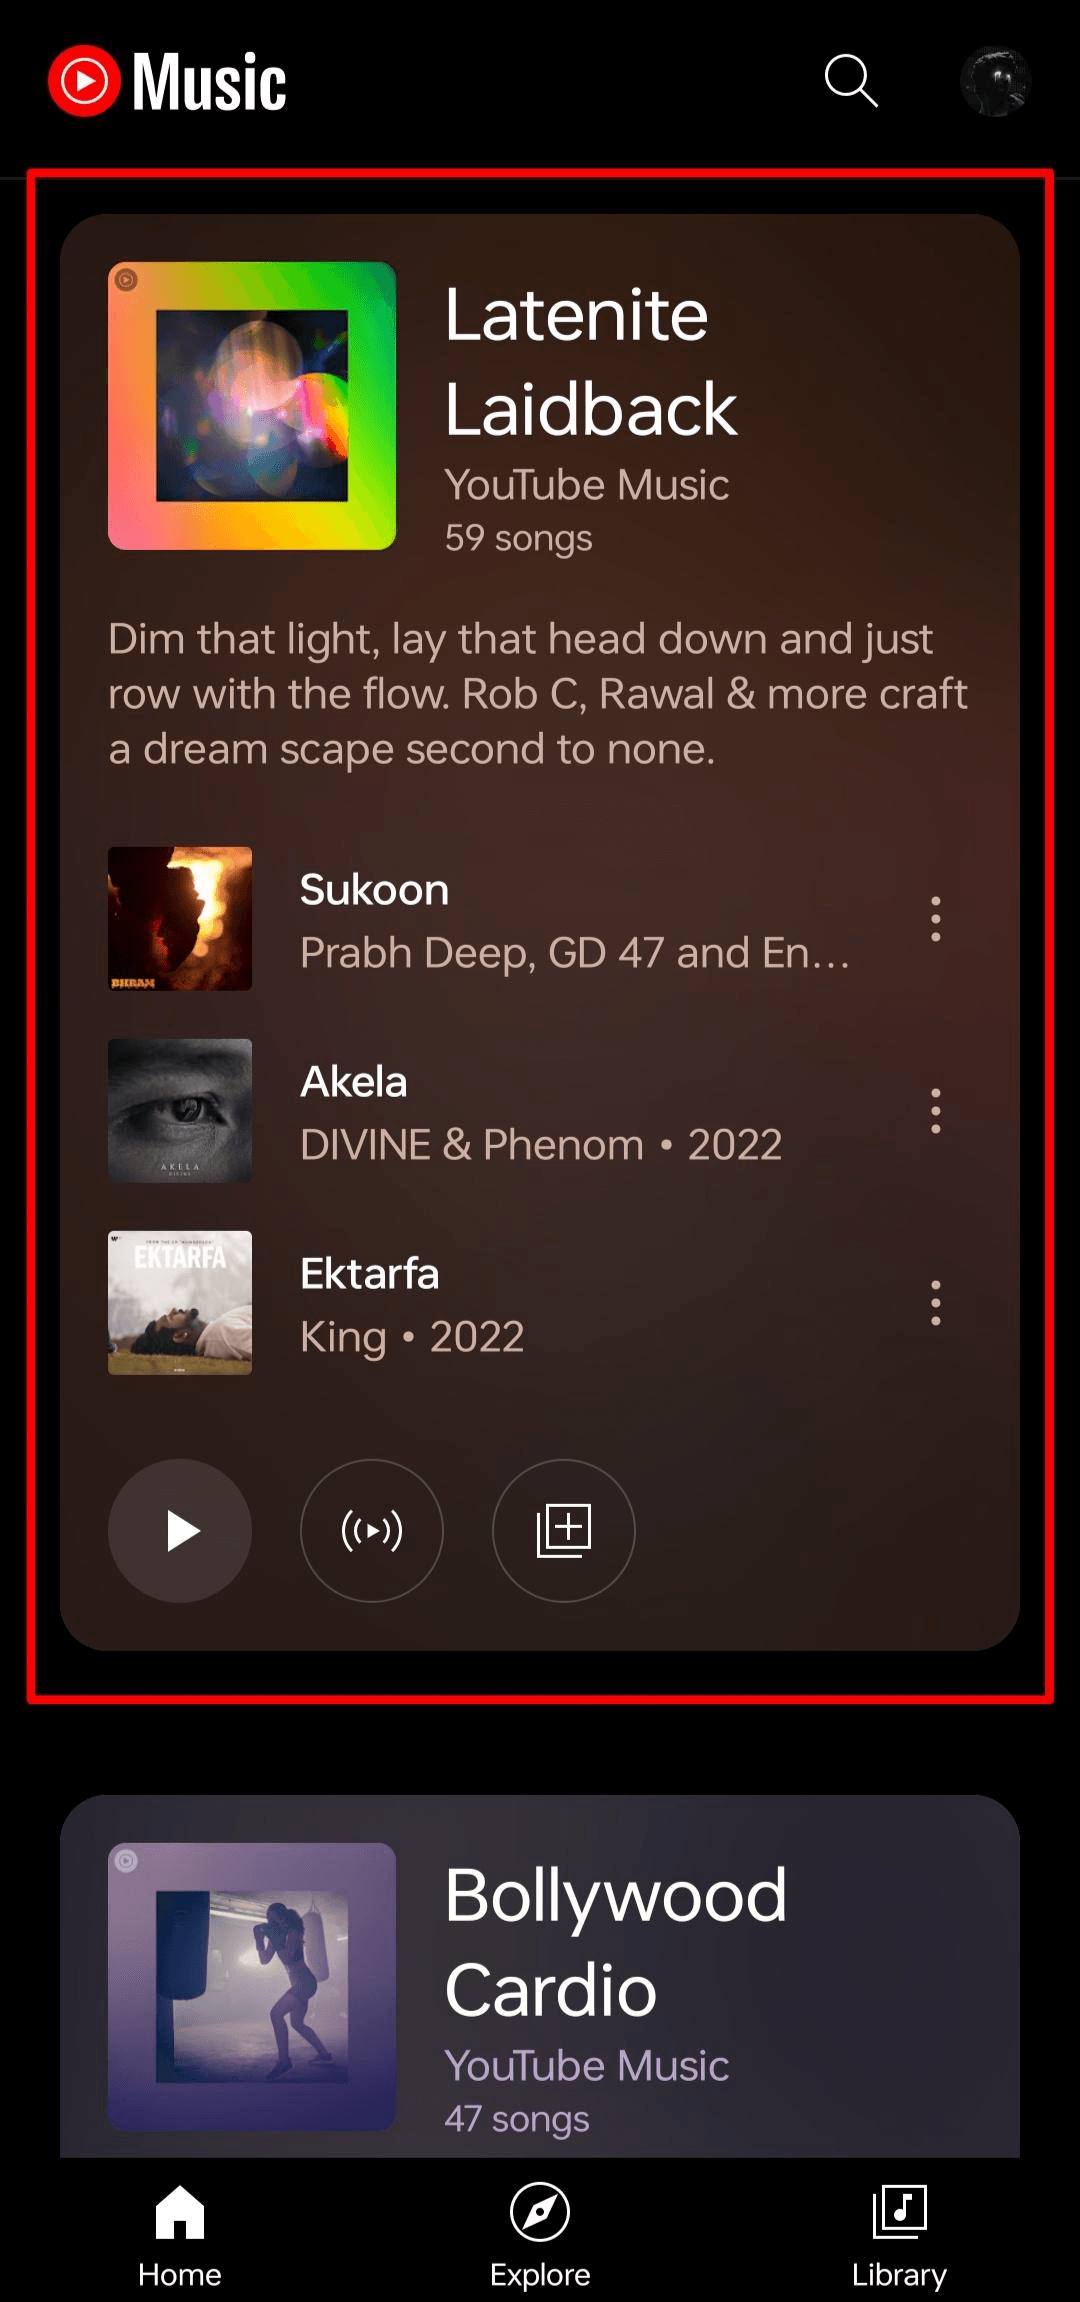 Music
Latenite
Laidback
YouTube Music
59 songs
Dim that light, lay that head down and just
row with the flow. Rob C, Rawal & more craft
a dream scape second to none.
Sukoon
Prabh Deep, GD 47 and En...
BHRAM
Akela
DIVINE & Phenom • 2022
AKELA
DIVINE
EKTARFA
Ektarfa
King • 2022
Bollywood
Cardio
YouTube Music
47 songs
Home
Explore
Library